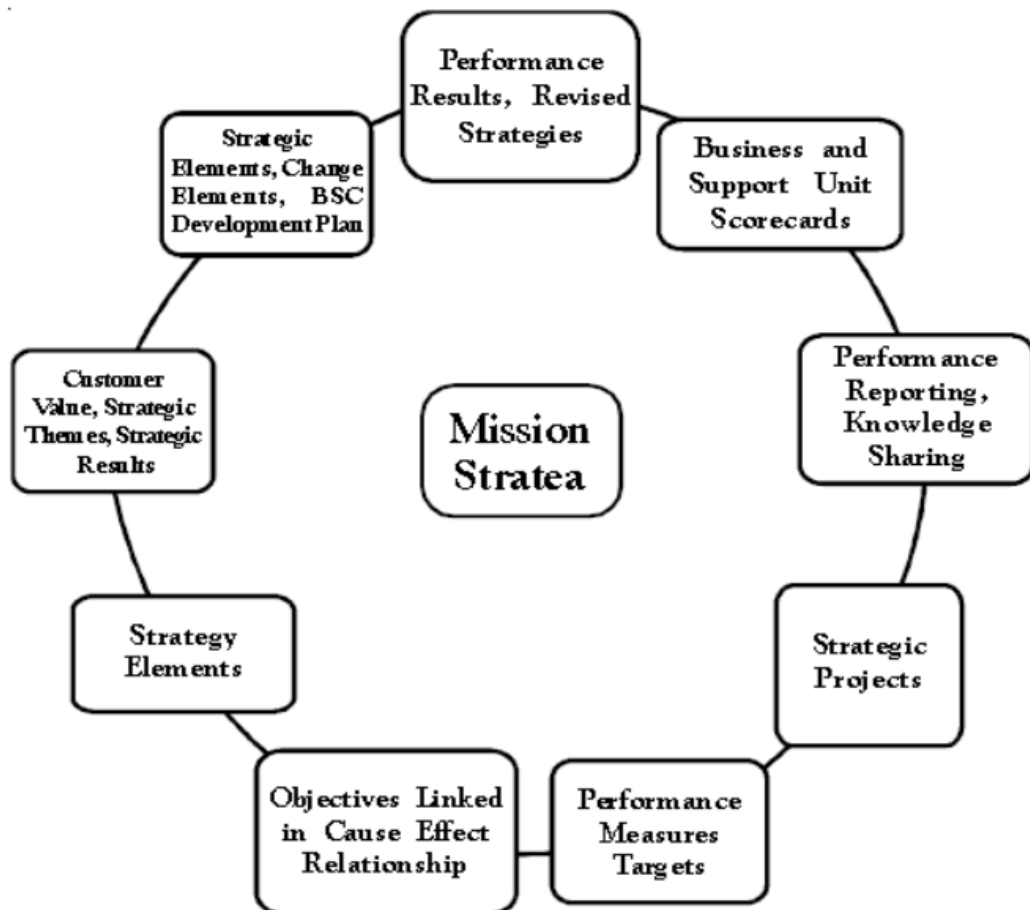 Performance
Results, Revised
Strategies
Strategic
Elements, Change
Elements, BSC
Development Plan
Business and
Support Unit
Scorecards
Customer
Value, Strategic
Themes, Strategic
Results
Mission
Stratea
Performance
Reporting,
Knowledge
Sharing
Strategy
Elements
Strategic
Projects
Objectives Linked
in Cause Effect
Relationship
Performance
Measures
Targets